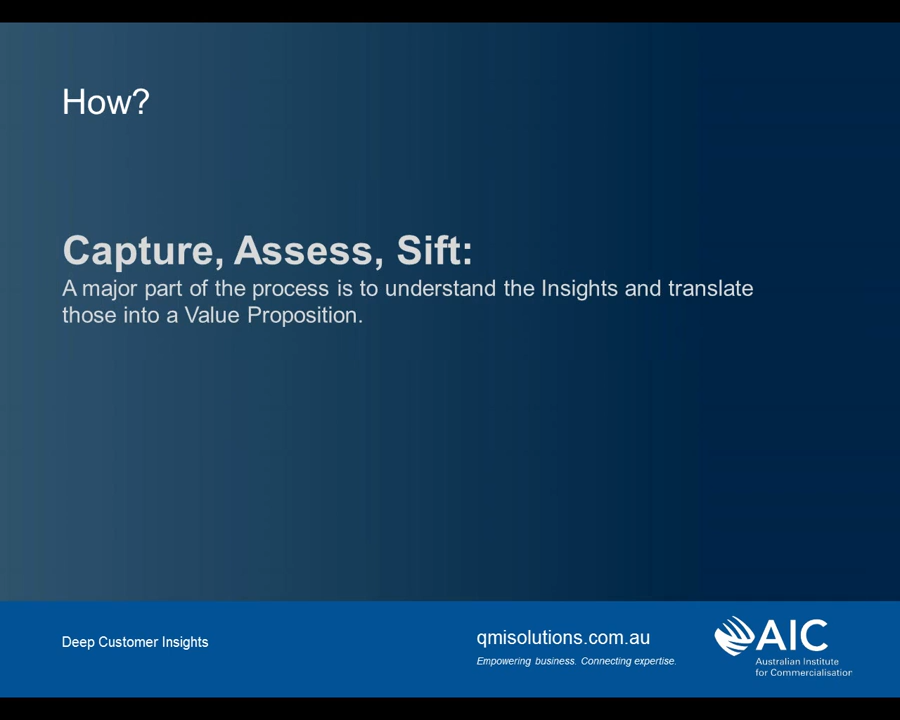 How?
Capture, Assess, Sift:
A major part of the process is to understand the Insights and translate
those into a Value Proposition.
Deep Customer Insights
qmisolutions.com.au
Empowering business. Connecting expertise.
AIC
Australian Institute
for Commercialisation